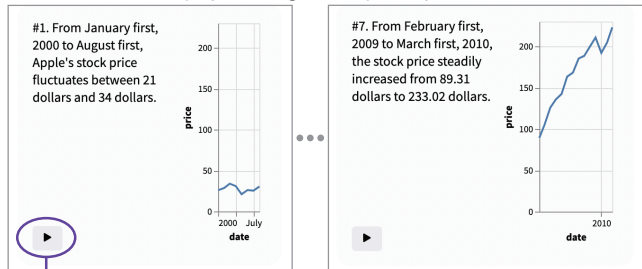 #1. From January first,
2000 to August first,
Apple's stock price
fluctuates between 21
dollars and 34 dollars.
200
150
100
50
0
price
2000 July
date
#7. From February first,
2009 to March first, 2010,
the stock price steadily
increased from 89.31
dollars to 233.02 dollars.
200
150
100
50
0
price
2010
date